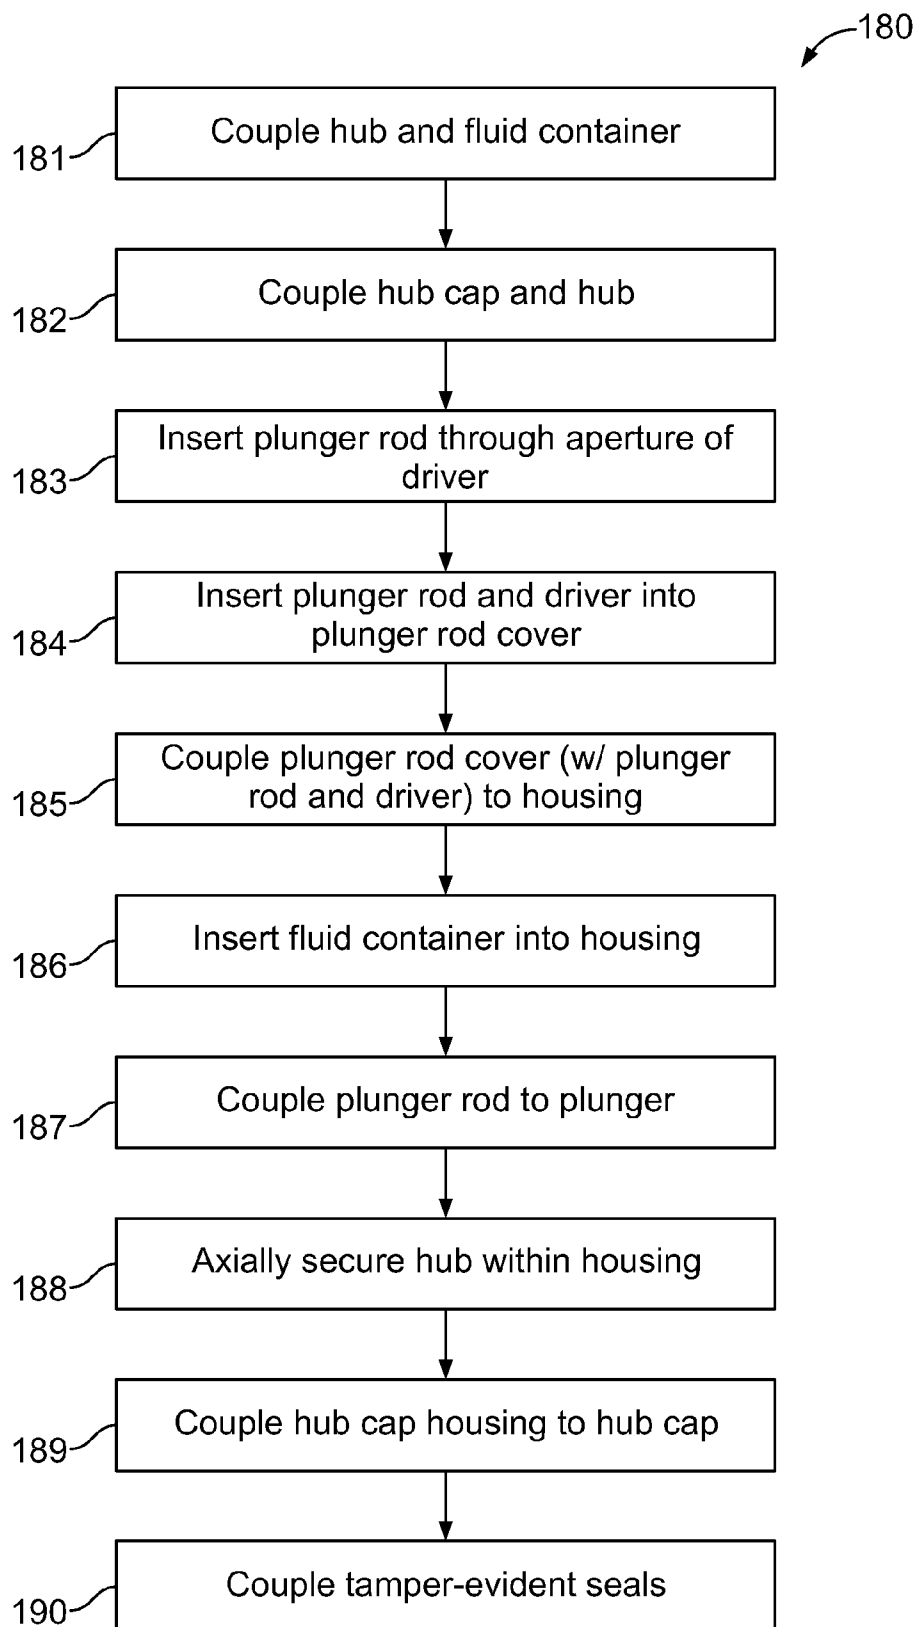 180
Couple hub and fluid container
181
Couple hub cap and hub
182
Insert plunger rod through aperture of
driver
183
Insert plunger rod and driver into
plunger rod cover
184
Couple plunger rod cover (w/ plunger
rod and driver) to housing
185
Insert fluid container into housing
186
Couple plunger rod to plunger
187
Axially secure hub within housing
188
Couple hub cap housing to hub cap
189
Couple tamper-evident seals
190